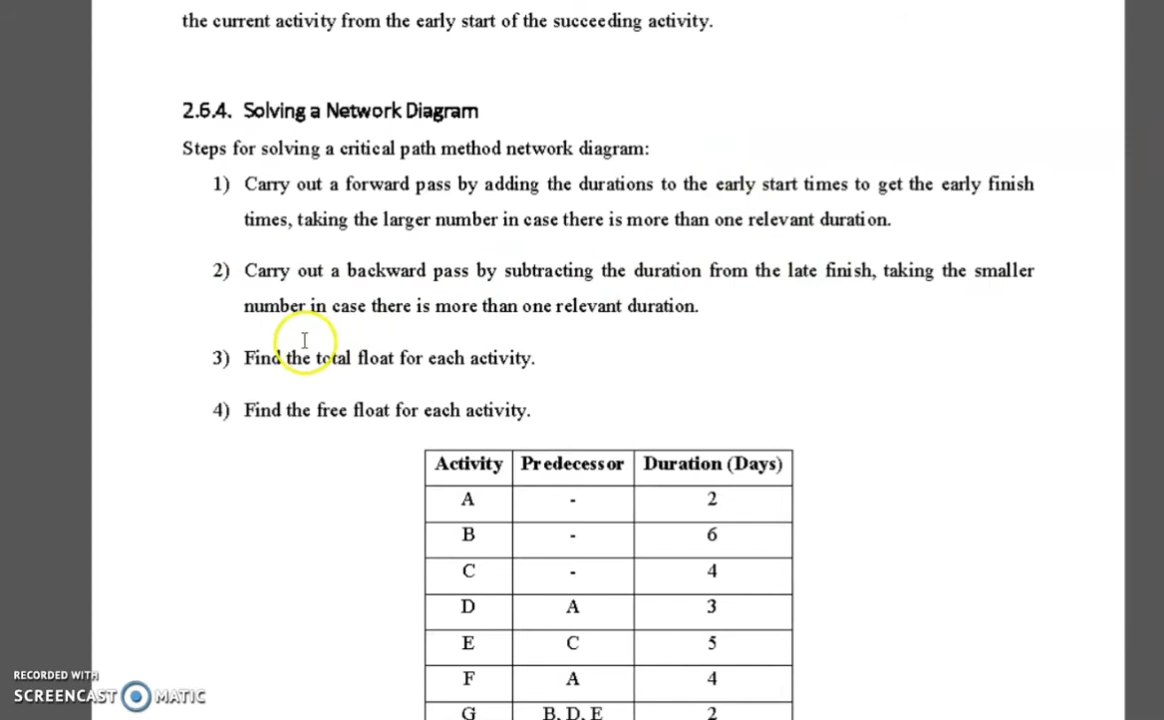 the current activity from the early start of the succeeding activity.
2.6.4. Solving a Network Diagram
Steps for solving a critical path method network diagram:
1) Carry out a forward pass by adding the durations to the early start times to get the early finish
times, taking the larger number in case there is more than one relevant duration.
2) Carry out a backward pass by subtracting the duration from the late finish, taking the smaller
number in case there is more than one relevant duration.
3) Find the total float for each activity.
4) Find the free float for each activity.
Activity Predecessor Duration (Days)
A - 2
B - 6
C - 4
D A 3
E C 5
F A 4
G B, D, E 2
RECORDED WITH
SCREENCAST MATIC